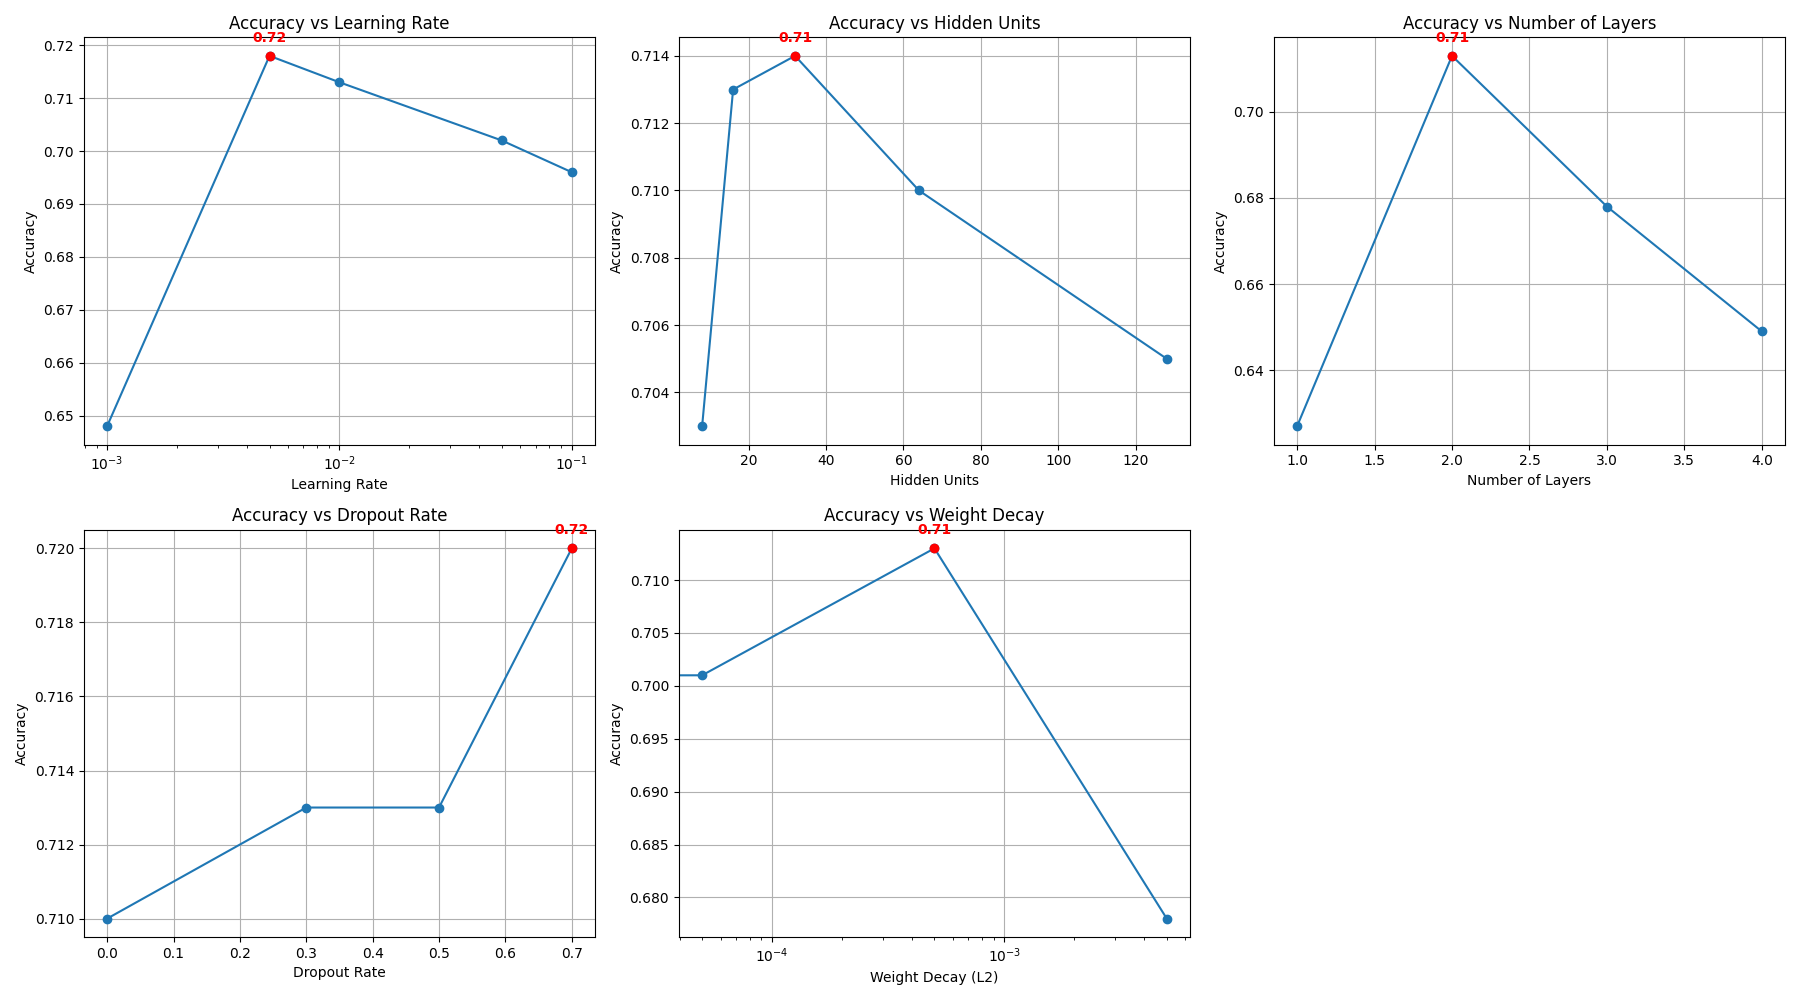 Accuracy vs Learning Rate
0.72
0.72
0.71
0.70
0.69
0.68
0.67
0.66
0.65
Accuracy
10⁻³
10⁻²
10⁻¹
Learning Rate
Accuracy vs Hidden Units
0.71
0.714
0.712
0.710
0.708
0.706
0.704
Accuracy
20 40 60 80 100 120
Hidden Units
Accuracy vs Number of Layers
0.71
0.70
0.68
0.66
0.64
Accuracy
1.0 1.5 2.0 2.5 3.0 3.5 4.0
Number of Layers
Accuracy vs Dropout Rate
0.72
0.720
0.718
0.716
0.714
0.712
0.710
Accuracy
0.0 0.1 0.2 0.3 0.4 0.5 0.6 0.7
Dropout Rate
Accuracy vs Weight Decay
0.71
0.710
0.705
0.700
0.695
0.690
0.685
0.680
Accuracy
10⁻⁴
10⁻³
Weight Decay (L2)